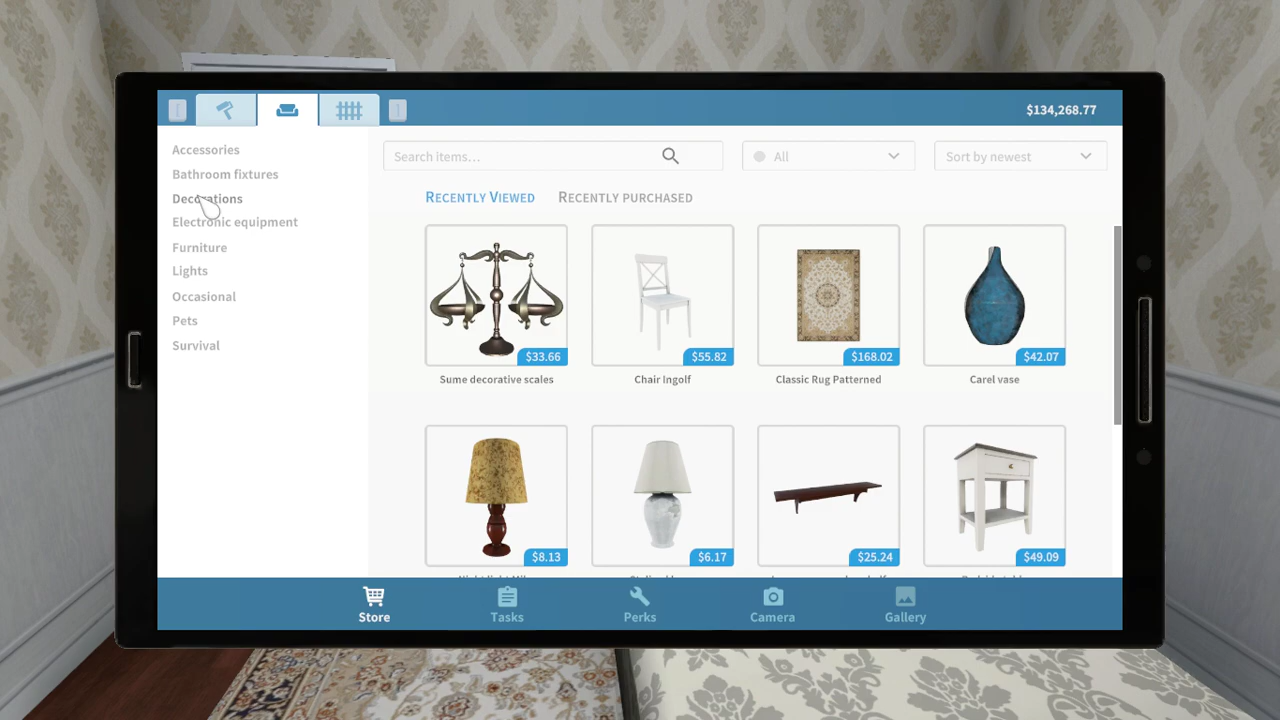 $134,268.77
Accessories
Bathroom fixtures
Decorations
Electronic equipment
Furniture
Lights
Occasional
Pets
Survival
Search items...
All
Sort by newest
RECENTLY VIEWED
RECENTLY PURCHASED
$33.66
$55.82
$168.02
$42.07
Sume decorative scales
Chair Ingolf
Classic Rug Patterned
Carel vase
$8.13
$6.17
$25.24
$49.09
Store
Tasks
Perks
Camera
Gallery